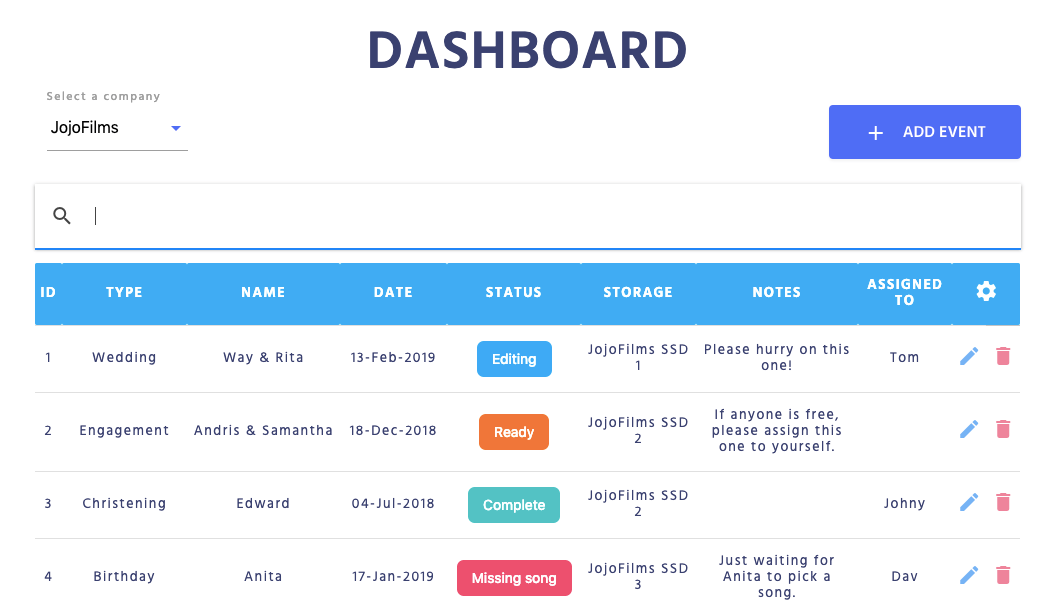 DASHBOARD
Select a company
JojoFilms
+ ADD EVENT
ID TYPE NAME DATE STATUS STORAGE NOTES ASSIGNED TO
1 Wedding Way & Rita 13-Feb-2019 Editing JojoFilms SSD 1 Please hurry on this one! Tom
2 Engagement Andris & Samantha 18-Dec-2018 Ready JojoFilms SSD 2 If anyone is free, please assign this one to yourself.
3 Christening Edward 04-Jul-2018 Complete JojoFilms SSD 2 Johny
4 Birthday Anita 17-Jan-2019 Missing song JojoFilms SSD 3 Just waiting for Anita to pick a song. Dav